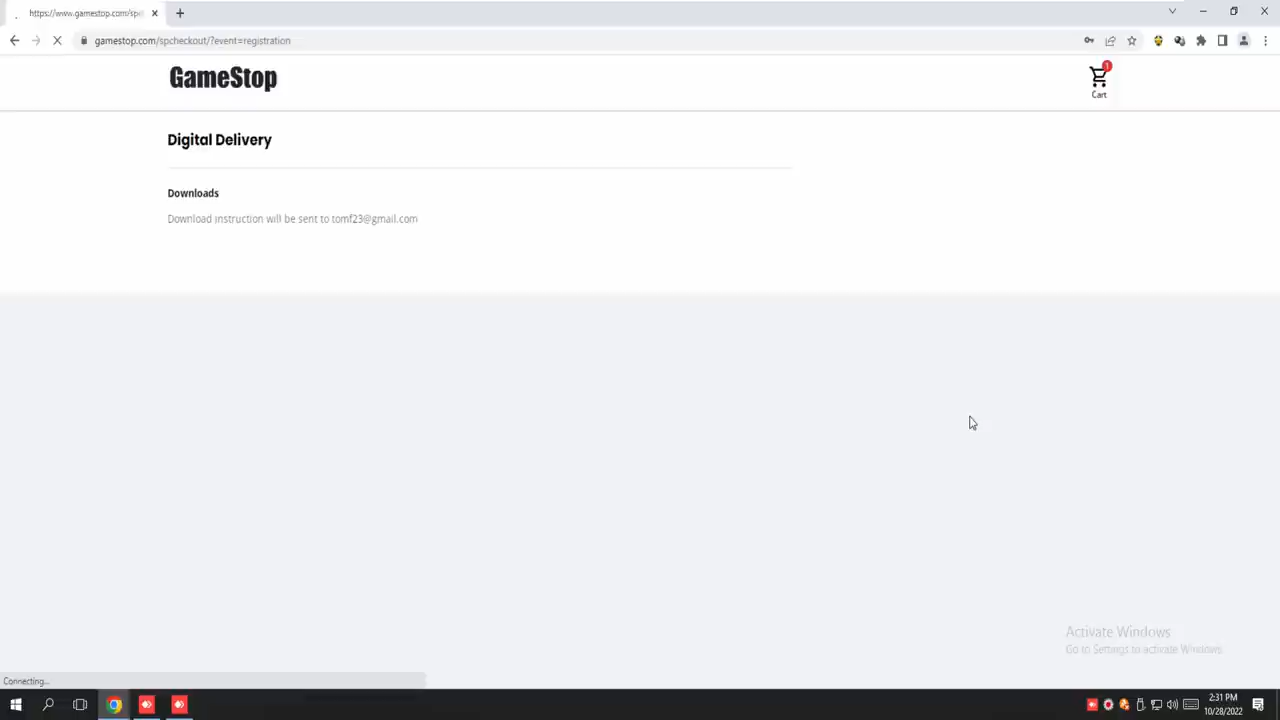 https://www.gamestop.com/spc
gamestop.com/spcheckout/?event=registration
GameStop
1
Cart
Digital Delivery
Downloads
Download instruction will be sent to tomf23@gmail.com
Activate Windows
Go to Settings to activate Windows.
Connecting...
2:31 PM
10/28/2022